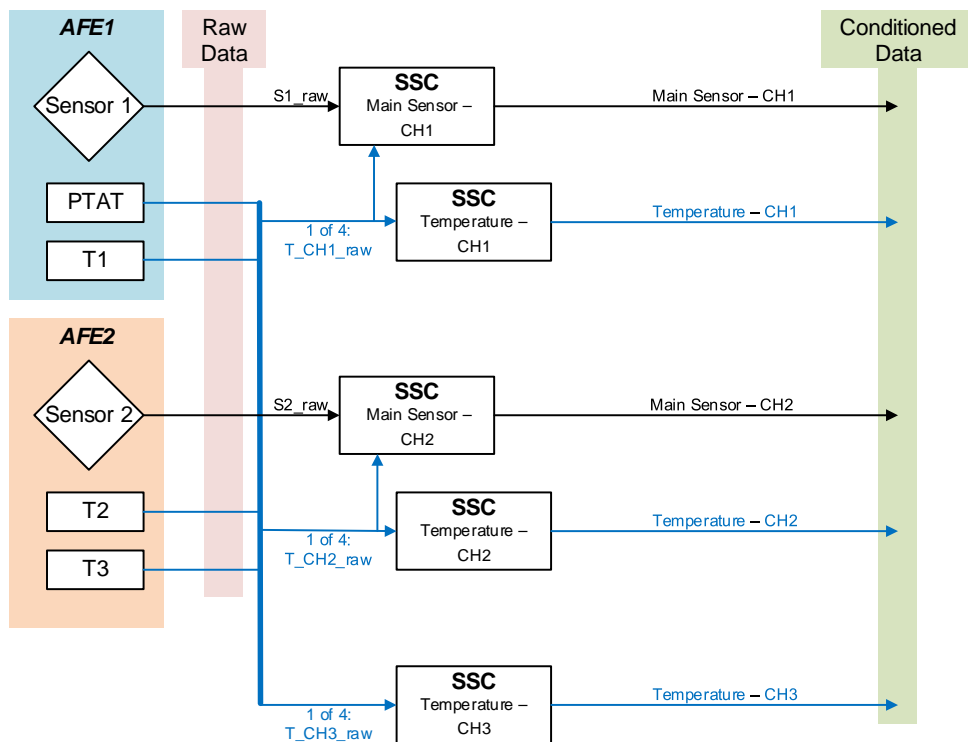 AFE1
Raw
Data
Conditioned
Data
Sensor 1
S1_raw
SSC
Main Sensor –
CH1
Main Sensor – CH1
PTAT
T1
1 of 4:
T_CH1_raw
SSC
Temperature –
CH1
Temperature – CH1
AFE2
Sensor 2
S2_raw
SSC
Main Sensor –
CH2
Main Sensor – CH2
T2
T3
1 of 4:
T_CH2_raw
SSC
Temperature –
CH2
Temperature – CH2
1 of 4:
T_CH3_raw
SSC
Temperature –
CH3
Temperature – CH3